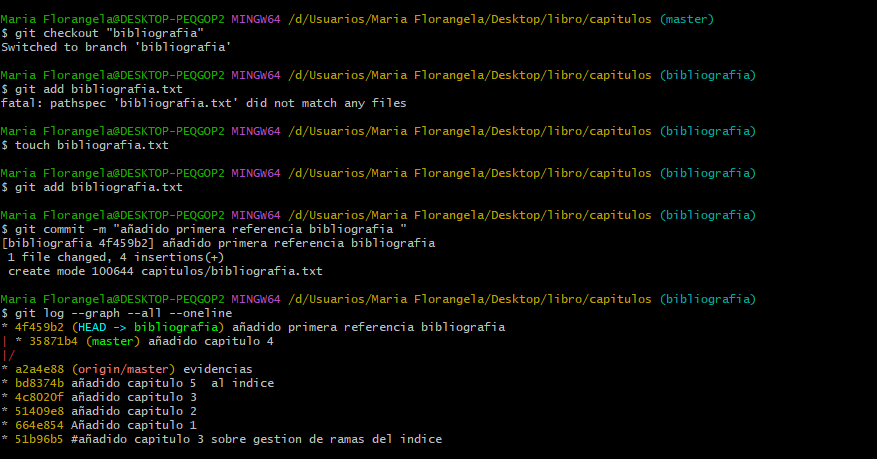 Maria Florangela@DESKTOP-PEQGOP2 MINGW64 /d/Usuarios/Maria Florangela/Desktop/libro/capitulos (master)
$ git checkout "bibliografia"
Switched to branch 'bibliografia'
Maria Florangela@DESKTOP-PEQGOP2 MINGW64 /d/Usuarios/Maria Florangela/Desktop/libro/capitulos (bibliografia)
$ git add bibliografia.txt
fatal: pathspec 'bibliografia.txt' did not match any files
Maria Florangela@DESKTOP-PEQGOP2 MINGW64 /d/Usuarios/Maria Florangela/Desktop/libro/capitulos (bibliografia)
$ touch bibliografia.txt
Maria Florangela@DESKTOP-PEQGOP2 MINGW64 /d/Usuarios/Maria Florangela/Desktop/libro/capitulos (bibliografia)
$ git add bibliografia.txt
Maria Florangela@DESKTOP-PEQGOP2 MINGW64 /d/Usuarios/Maria Florangela/Desktop/libro/capitulos (bibliografia)
$ git commit -m "añadido primera referencia bibliografia "
[bibliografia 4f459b2] añadido primera referencia bibliografia
 1 file changed, 4 insertions(+)
 create mode 100644 capitulos/bibliografia.txt
Maria Florangela@DESKTOP-PEQGOP2 MINGW64 /d/Usuarios/Maria Florangela/Desktop/libro/capitulos (bibliografia)
$ git log --graph --all --oneline
* 4f459b2 (HEAD -> bibliografia) añadido primera referencia bibliografia
| * 35871b4 (master) añadido capitulo 4
|/
* a2a4e88 (origin/master) evidencias
* bd8374b añadido capitulo 5  al indice
* 4c8020f añadido capitulo 3
* 51409e8 añadido capitulo 2
* 664e854 Añadido capitulo 1
* 51b96b5 #añadido capitulo 3 sobre gestion de ramas del indice